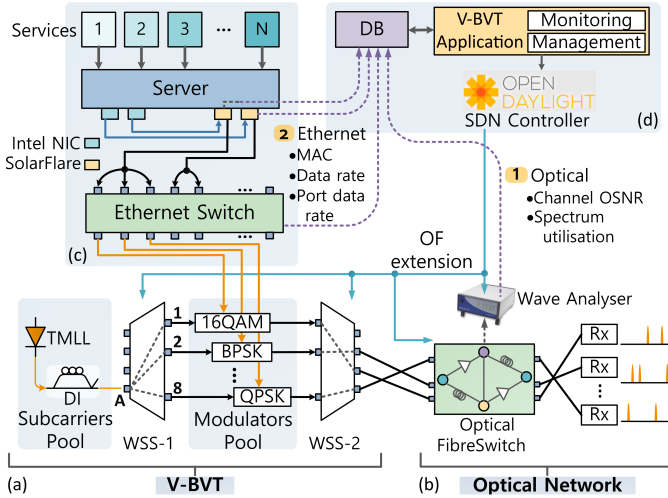 Services
1
2
3
...
N
Server
Intel NIC
SolarFlare
Ethernet Switch
(c)
2 Ethernet
•MAC
•Data rate
•Port data
rate
DB
V-BVT
Application
Monitoring
Management
OPEN
DAYLIGHT
SDN Controller
(d)
1 Optical
•Channel OSNR
•Spectrum
utilisation
OF
extension
Wave Analyser
TMLL
DI
Subcarriers
Pool
A
1
2
8
WSS-1
16QAM
BPSK
QPSK
Modulators
Pool
WSS-2
Optical
FibreSwitch
Rx
Rx
Rx
(a)
V-BVT
(b)
Optical Network